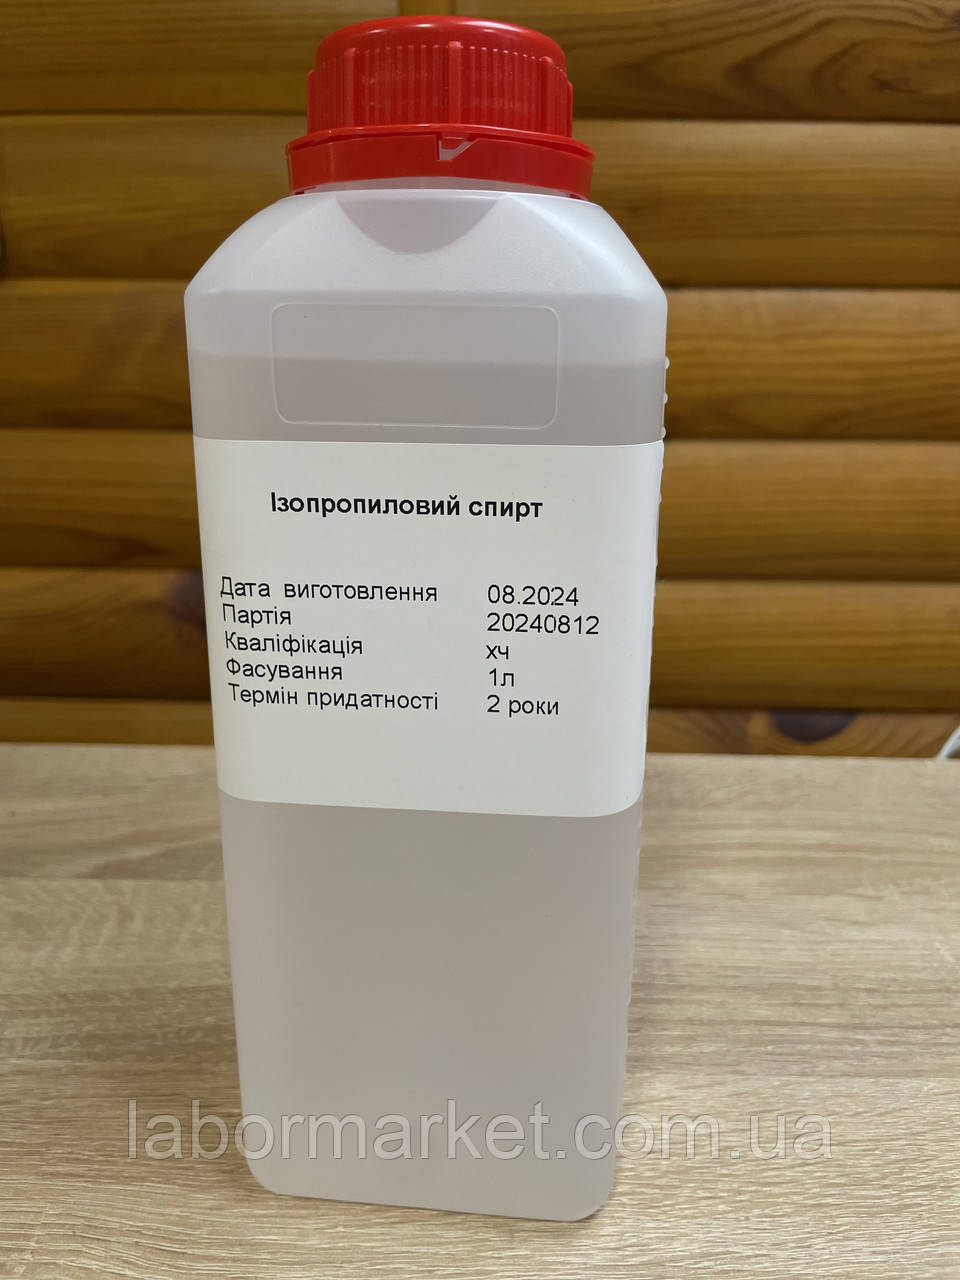 Ізопропиловий спирт
Дата виготовлення 08.2024
Партія 20240812
Кваліфікація хч
Фасування 1л
Термін придатності 2 роки
labormarket.com.ua